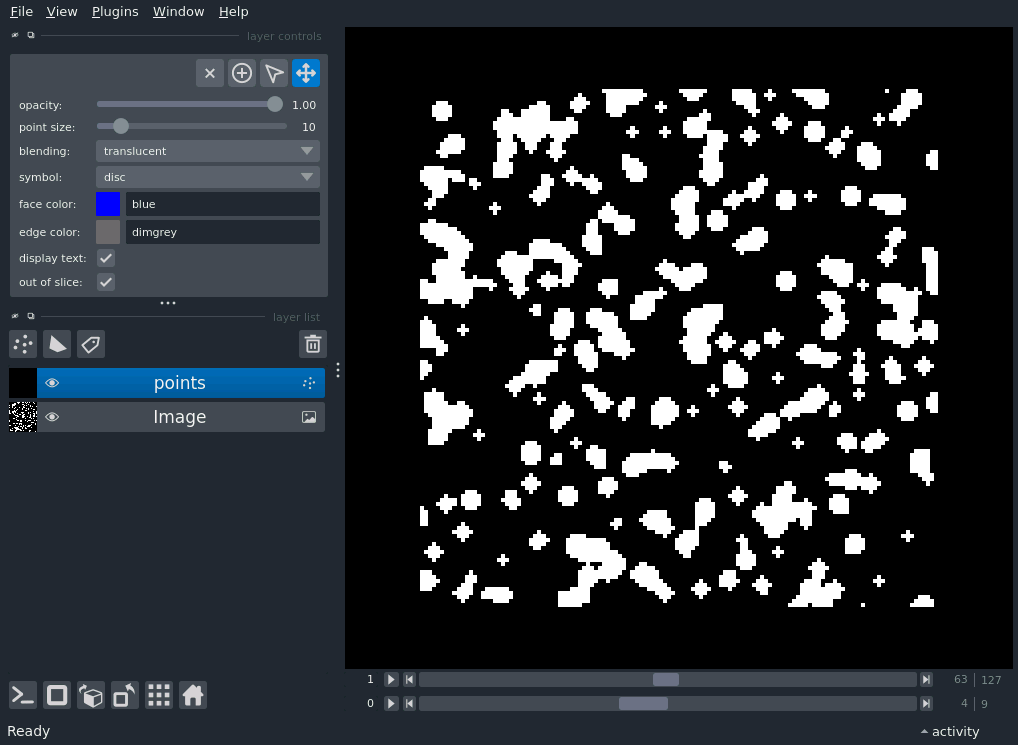 File View Plugins Window Help
layer controls
opacity: 1.00
point size: 10
blending: translucent
symbol: disc
face color: blue
edge color: dimgrey
display text:
out of slice:
layer list
points
Image
1 63 127
0 4 9
Ready activity